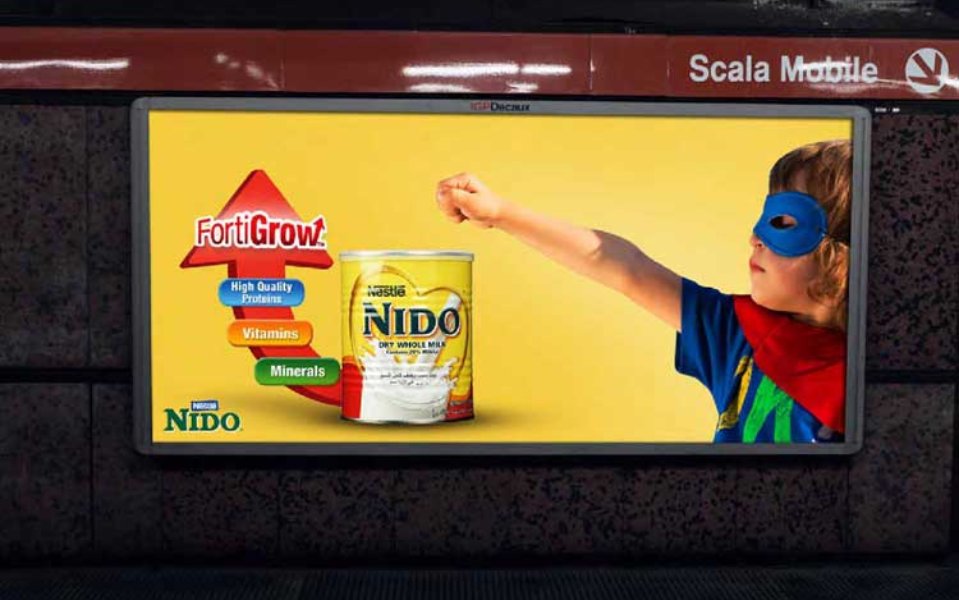 Scala Mobile
IGPDecaux
FortiGrow
High Quality
Proteins
Vitamins
Minerals
Nestlé
NIDO
DRY WHOLE MILK
Nestlé
NIDO